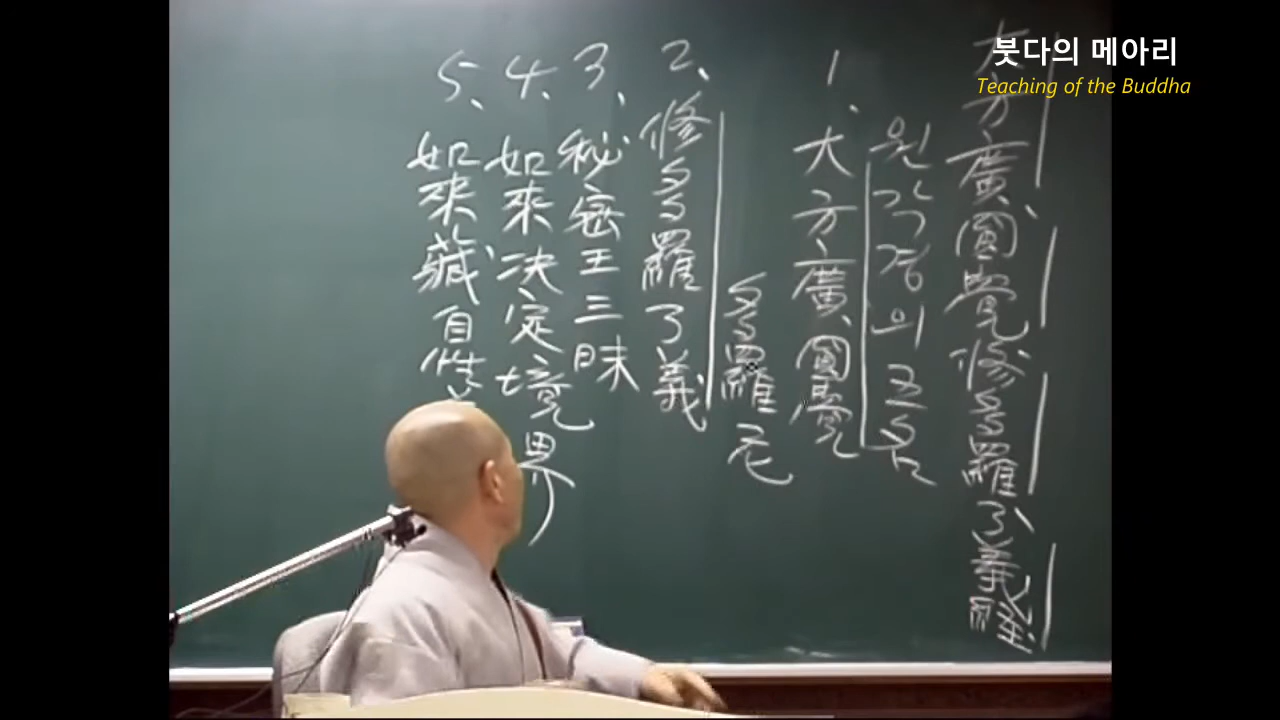 붓다의 메아리
Teaching of the Buddha
大方廣圓覺修多羅了義
원각경의 五名
1、大方廣圓覺
多羅尼
2、修多羅了義
3、秘密王三昧
4、如來決定境界
5、如來藏自性